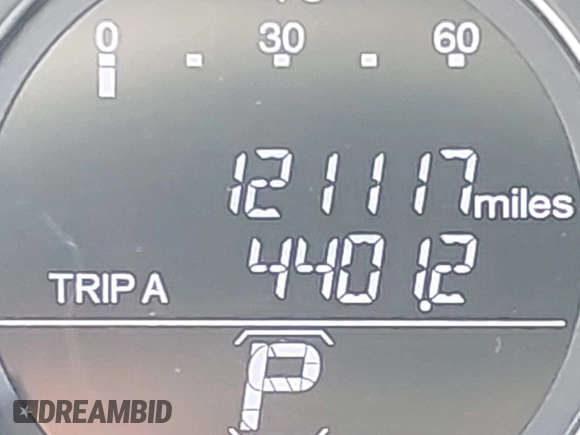 0 30 60
121117 miles
TRIP A 4401.2
P
DREAMBID